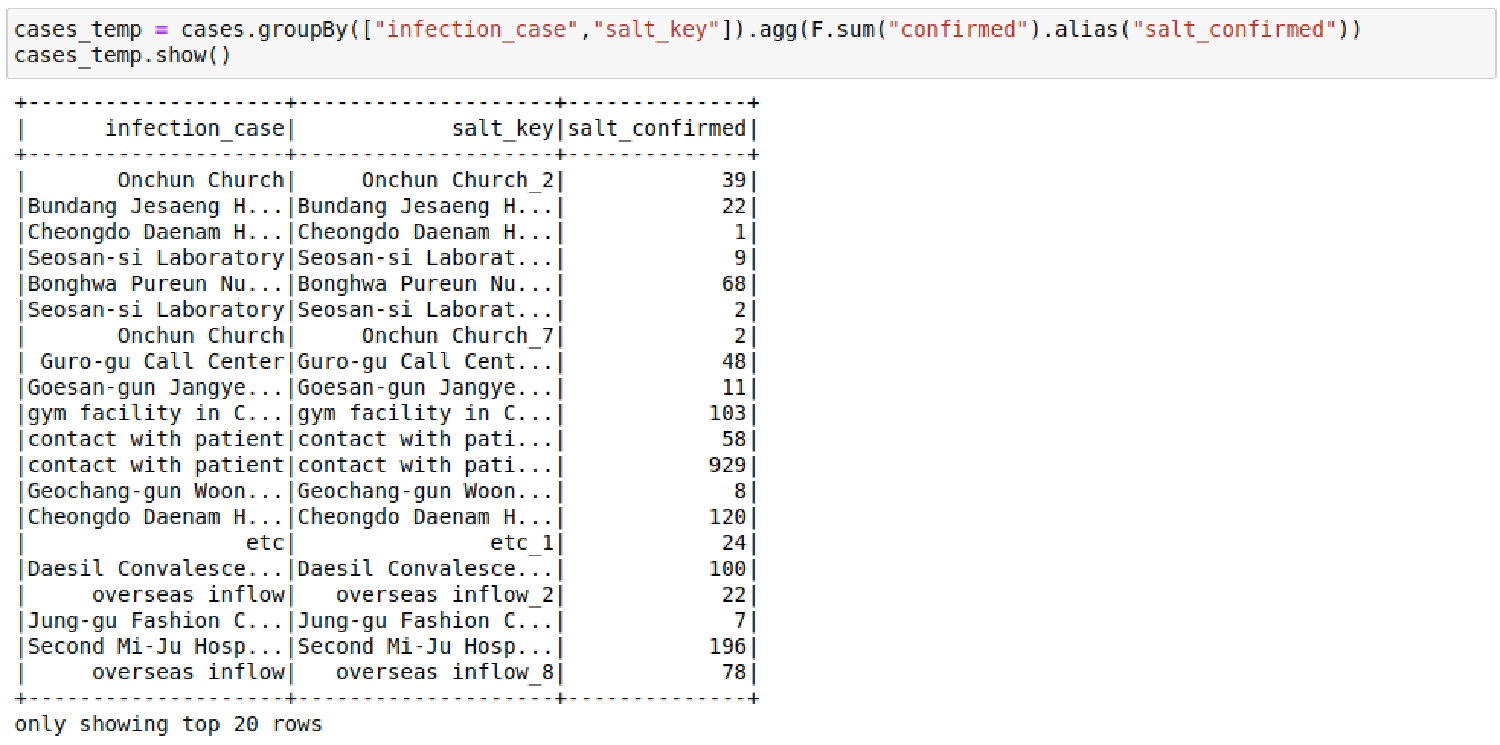 cases_temp = cases.groupBy(["infection_case","salt_key"]).agg(F.sum("confirmed").alias("salt_confirmed"))
cases_temp.show()
+--------------------+--------------------+--------------+
|      infection_case|            salt_key|salt_confirmed|
+--------------------+--------------------+--------------+
|       Onchun Church|     Onchun Church_2|            39|
|Bundang Jesaeng H...|Bundang Jesaeng H...|            22|
|Cheongdo Daenam H...|Cheongdo Daenam H...|             1|
|Seosan-si Laboratory|Seosan-si Laborat...|             9|
|Bonghwa Pureun Nu...|Bonghwa Pureun Nu...|            68|
|Seosan-si Laboratory|Seosan-si Laborat...|             2|
|       Onchun Church|     Onchun Church_7|             2|
| Guro-gu Call Center|Guro-gu Call Cent...|            48|
|Goesan-gun Jangye...|Goesan-gun Jangye...|            11|
|gym facility in C...|gym facility in C...|           103|
|contact with patient|contact with pati...|            58|
|contact with patient|contact with pati...|           929|
|Geochang-gun Woon...|Geochang-gun Woon...|             8|
|Cheongdo Daenam H...|Cheongdo Daenam H...|           120|
|                 etc|               etc_1|            24|
|Daesil Convalesce...|Daesil Convalesce...|           100|
|     overseas inflow|   overseas inflow_2|            22|
|Jung-gu Fashion C...|Jung-gu Fashion C...|             7|
|Second Mi-Ju Hosp...|Second Mi-Ju Hosp...|           196|
|     overseas inflow|   overseas inflow_8|            78|
+--------------------+--------------------+--------------+
only showing top 20 rows